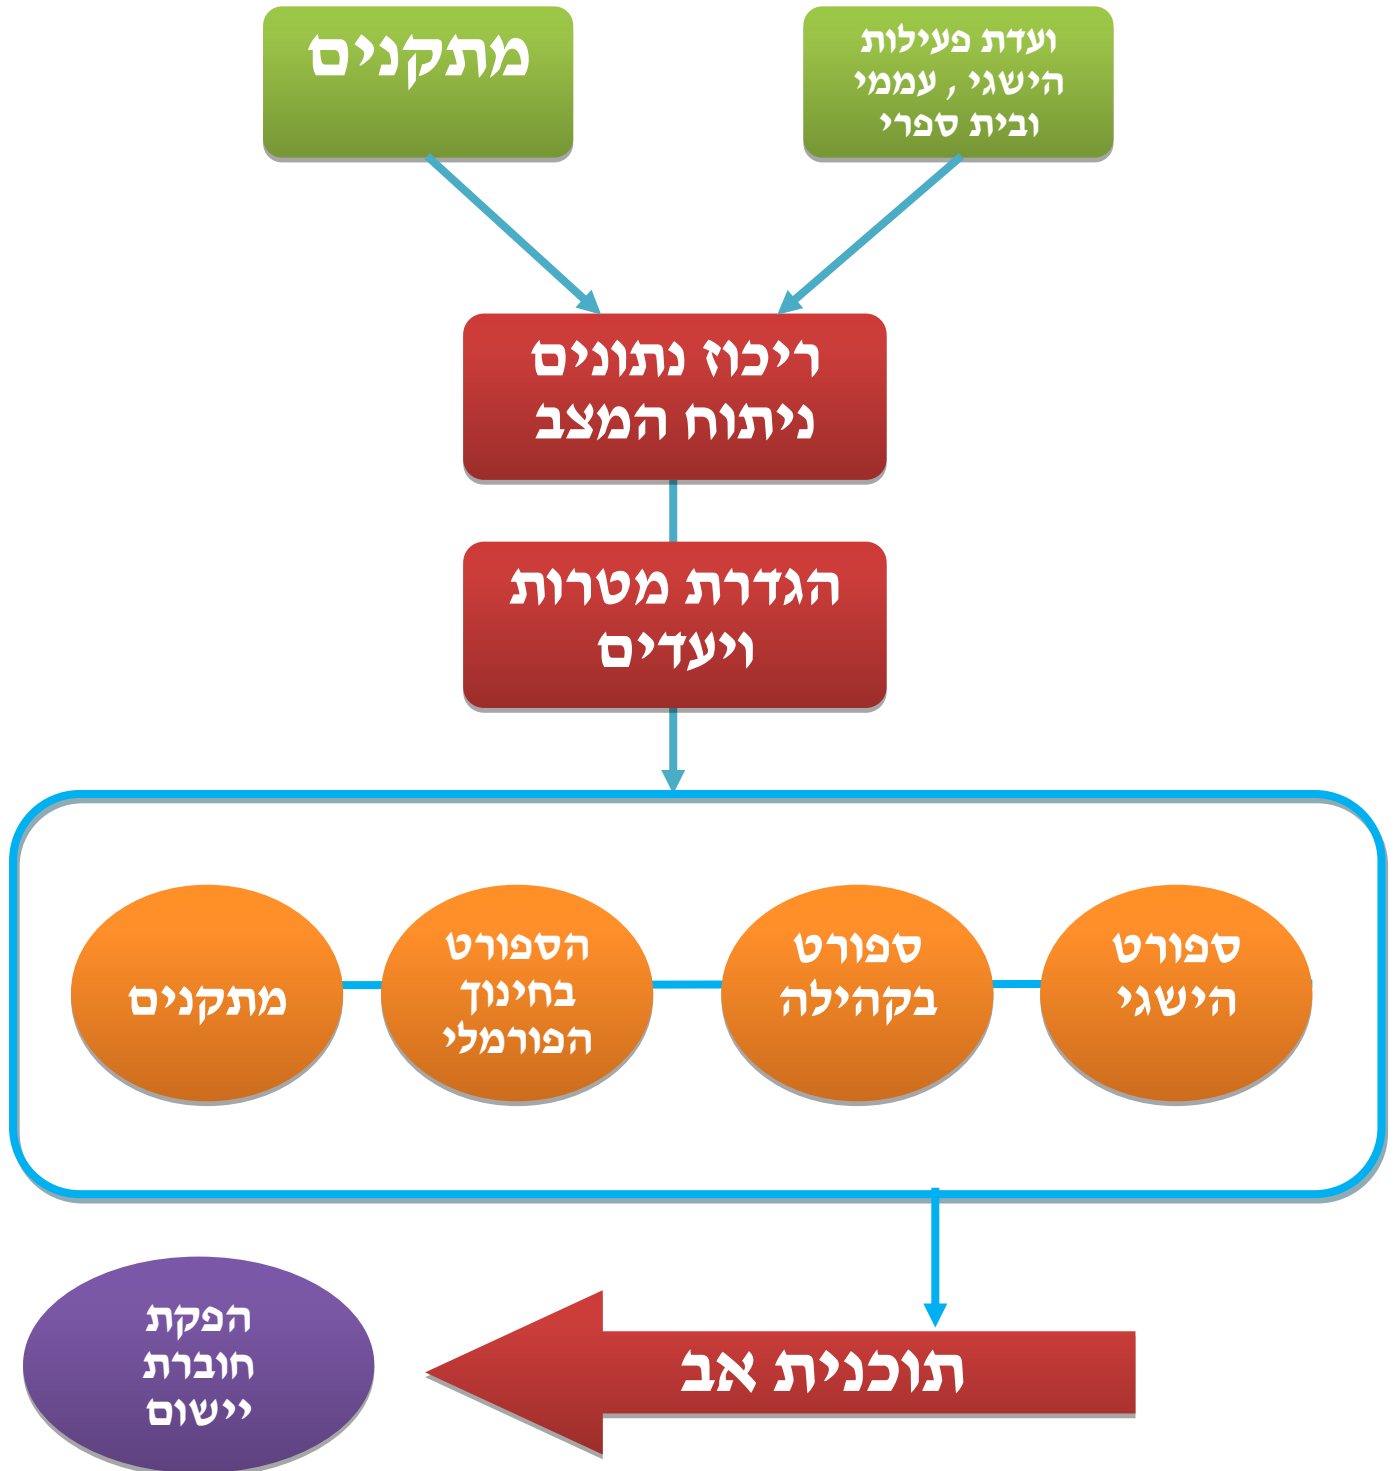 ועדת פעילות
הישגי , עממי
ובית ספרי
מתקנים
ריכוז נתונים
ניתוח המצב
הגדרת מטרות
ויעדים
ספורט
הישגי
ספורט
בקהילה
הספורט
בחינוך
הפורמלי
מתקנים
תוכנית אב
הפקת
חוברת
יישום